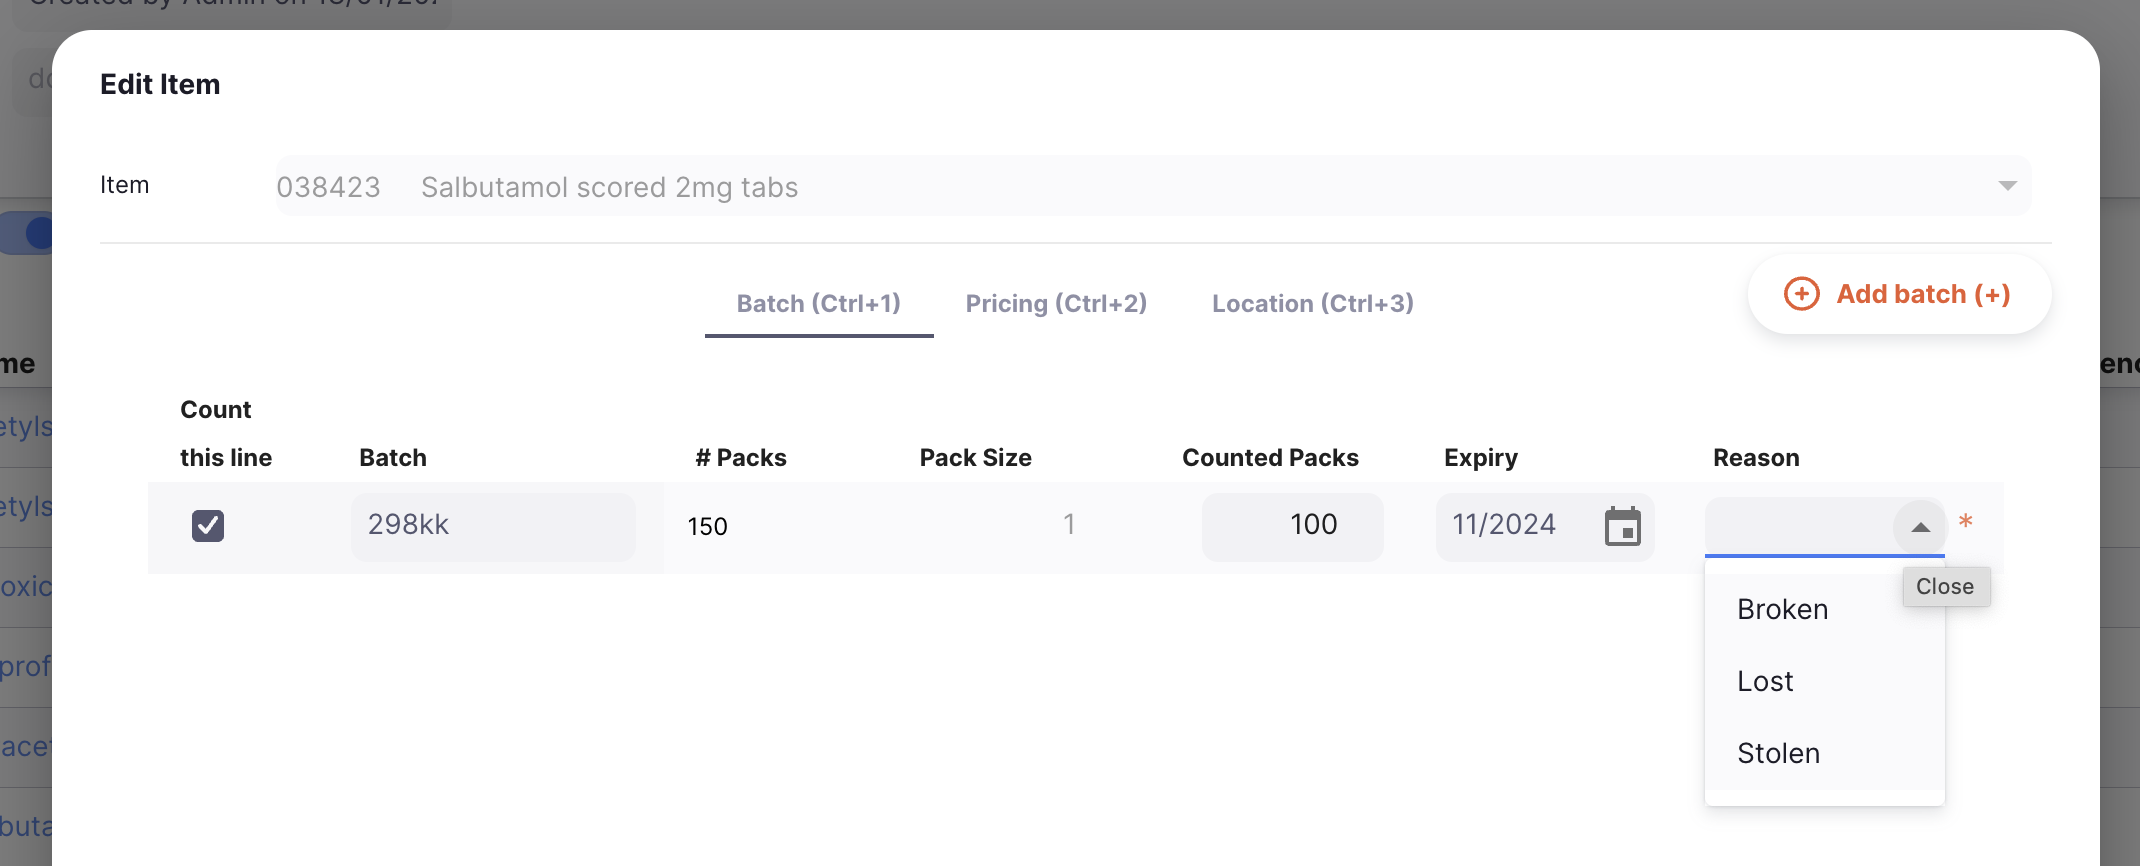 Edit Item
Item
038423 Salbutamol scored 2mg tabs
Batch (Ctrl+1) Pricing (Ctrl+2) Location (Ctrl+3)
Add batch (+)
Count
this line Batch # Packs Pack Size Counted Packs Expiry Reason
298kk 150 1 100 11/2024 *
Close
Broken
Lost
Stolen